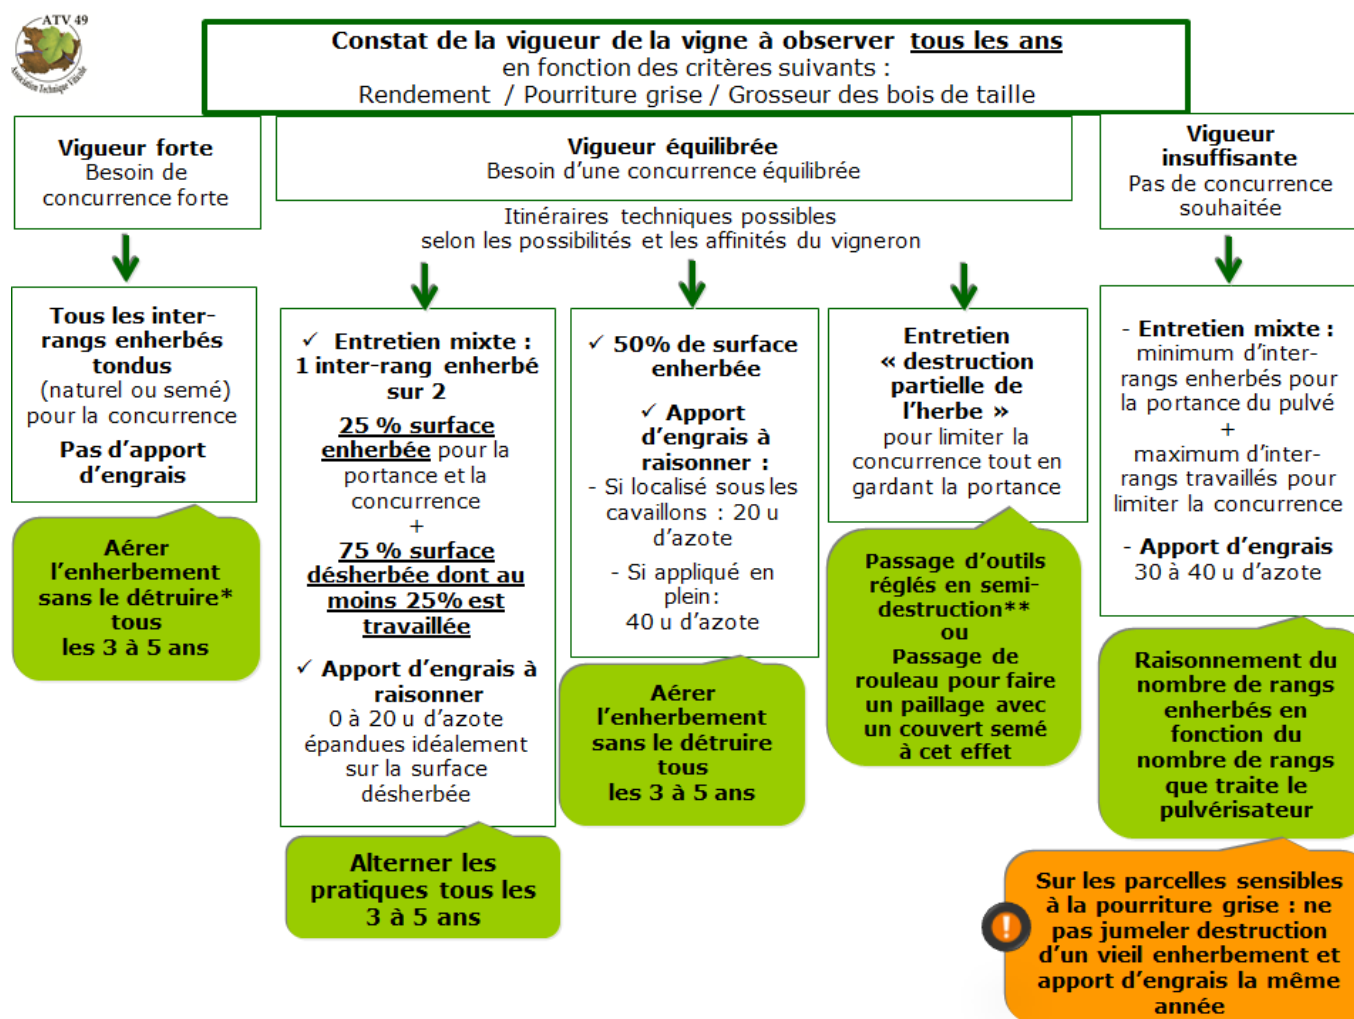 ATV 49
Association Technique Viticole
Constat de la vigueur de la vigne à observer tous les ans
en fonction des critères suivants :
Rendement / Pourriture grise / Grosseur des bois de taille
Vigueur forte
Besoin de
concurrence forte
Vigueur équilibrée
Besoin d'une concurrence équilibrée
Vigueur
insuffisante
Pas de concurrence
souhaitée
Itinéraires techniques possibles
selon les possibilités et les affinités du vigneron
Tous les inter-
rangs enherbés
tondus
(naturel ou semé)
pour la concurrence
Pas d'apport
d'engrais
Aérer
l'enherbement
sans le détruire*
tous
les 3 à 5 ans
✓ Entretien mixte :
1 inter-rang enherbé
sur 2
25 % surface
enherbée pour la
portance et la
concurrence
+
75 % surface
désherbée dont au
moins 25% est
travaillée
✓ Apport d'engrais à
raisonner
0 à 20 u d'azote
épandues idéalement
sur la surface
désherbée
Alterner les
pratiques tous les
3 à 5 ans
✓ 50% de surface
enherbée
✓ Apport
d'engrais à
raisonner :
- Si localisé sous les
cavaillons : 20 u
d'azote
- Si appliqué en
plein:
40 u d'azote
Aérer
l'enherbement
sans le détruire
tous
les 3 à 5 ans
Entretien
« destruction
partielle de
l'herbe »
pour limiter la
concurrence tout en
gardant la portance
Passage d'outils
réglés en semi-
destruction**
ou
Passage de
rouleau pour faire
un paillage avec
un couvert semé
à cet effet
- Entretien mixte :
minimum d'inter-
rangs enherbés pour
la portance du pulvé
+
maximum d'inter-
rangs travaillés pour
limiter la concurrence
- Apport d'engrais
30 à 40 u d'azote
Raisonnement du
nombre de rangs
enherbés en
fonction du
nombre de rangs
que traite le
pulvérisateur
!
Sur les parcelles sensibles
à la pourriture grise : ne
pas jumeler destruction
d'un vieil enherbement et
apport d'engrais la même
année